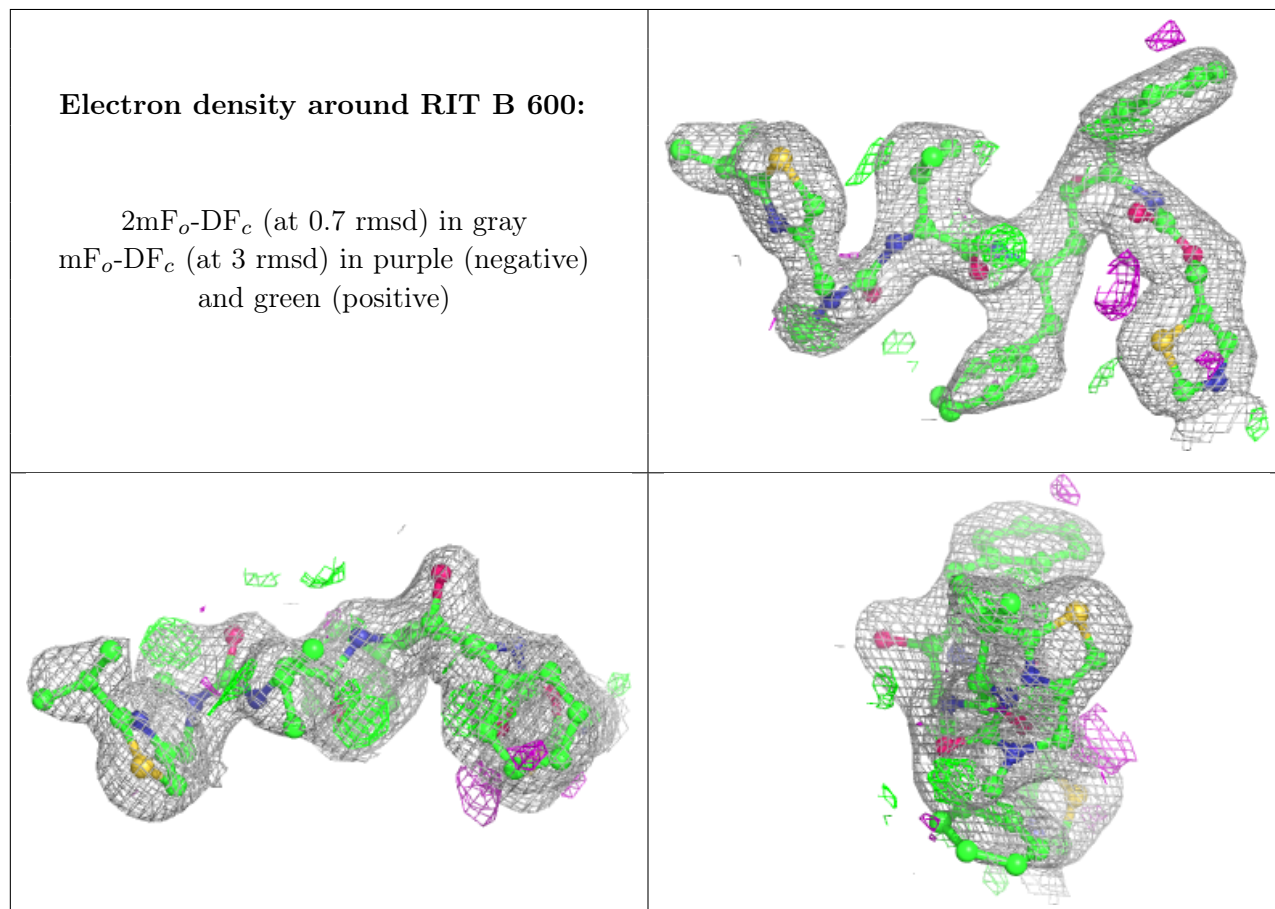 Electron density around RIT B 600:
2mFo-DFc (at 0.7 rmsd) in gray
mFo-DFc (at 3 rmsd) in purple (negative)
and green (positive)